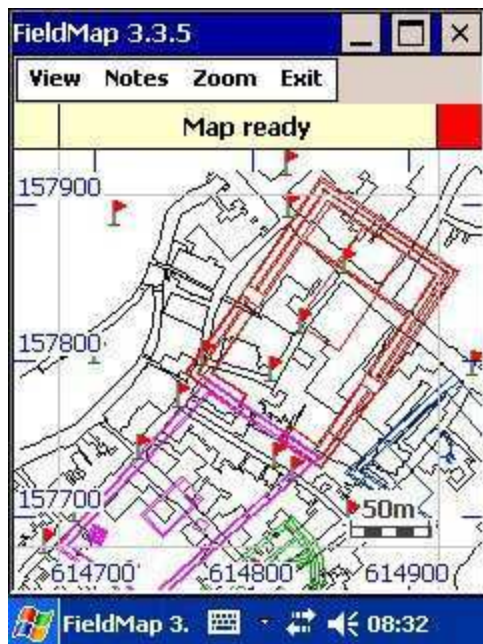 FieldMap 3.3.5
View Notes Zoom Exit
Map ready
157900
157800
157700
50m
614700 614800 614900
FieldMap 3. 08:32